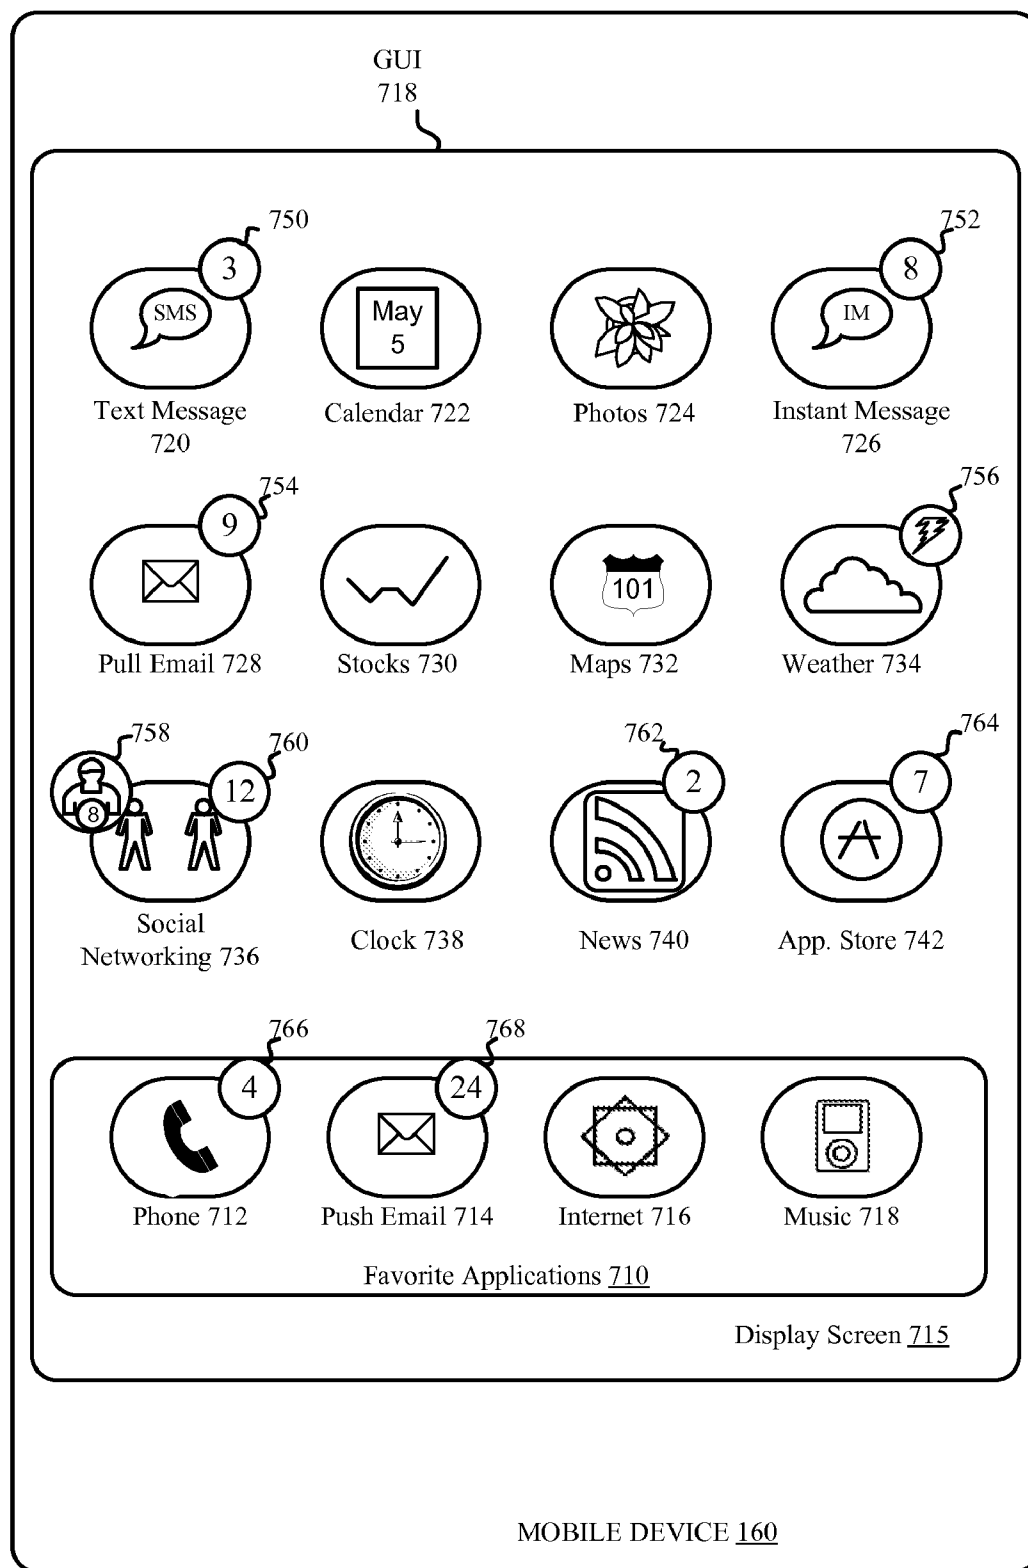 GUI
718
750
752
3
8
SMS
May
5
IM
Text Message
720
Calendar 722
Photos 724
Instant Message
726
754
756
9
101
Pull Email 728
Stocks 730
Maps 732
Weather 734
758
760
762
764
8
12
2
7
Social
Networking 736
Clock 738
News 740
App. Store 742
766
768
4
24
Phone 712
Push Email 714
Internet 716
Music 718
Favorite Applications 710
Display Screen 715
MOBILE DEVICE 160